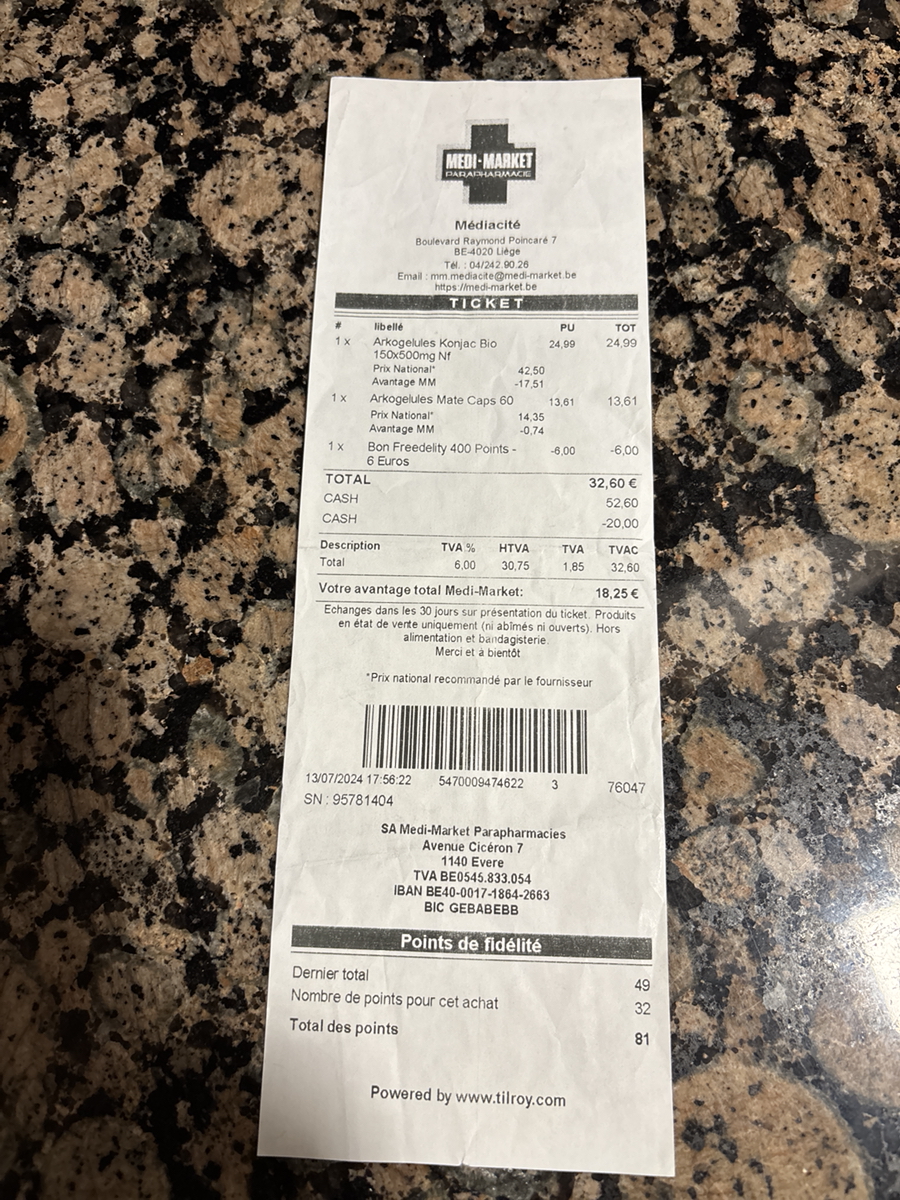 MEDI-MARKET
PARAPHARMACIE
Médiacité
Boulevard Raymond Poincaré 7
BE-4020 Liège
Tél. : 04/242.90.26
Email : mm.mediacite@medi-market.be
https://medi-market.be
TICKET
# libellé PU TOT
1 x Arkogelules Konjac Bio 24,99 24,99
150x500mg Nf
Prix National* 42,50
Avantage MM -17,51
1 x Arkogelules Mate Caps 60 13,61 13,61
Prix National* 14,35
Avantage MM -0,74
1 x Bon Freedelity 400 Points - -6,00 -6,00
6 Euros
TOTAL 32,60 €
CASH 52,60
CASH -20,00
Description TVA % HTVA TVA TVAC
Total 6,00 30,75 1,85 32,60
Votre avantage total Medi-Market: 18,25 €
Echanges dans les 30 jours sur présentation du ticket. Produits
en état de vente uniquement (ni abîmés ni ouverts). Hors
alimentation et bandagisterie.
Merci et à bientôt
*Prix national recommandé par le fournisseur
13/07/2024 17:56:22 5470009474622 3 76047
SN : 95781404
SA Medi-Market Parapharmacies
Avenue Cicéron 7
1140 Evere
TVA BE0545.833.054
IBAN BE40-0017-1864-2663
BIC GEBABEBB
Points de fidélité
Dernier total 49
Nombre de points pour cet achat 32
Total des points 81
Powered by www.tilroy.com